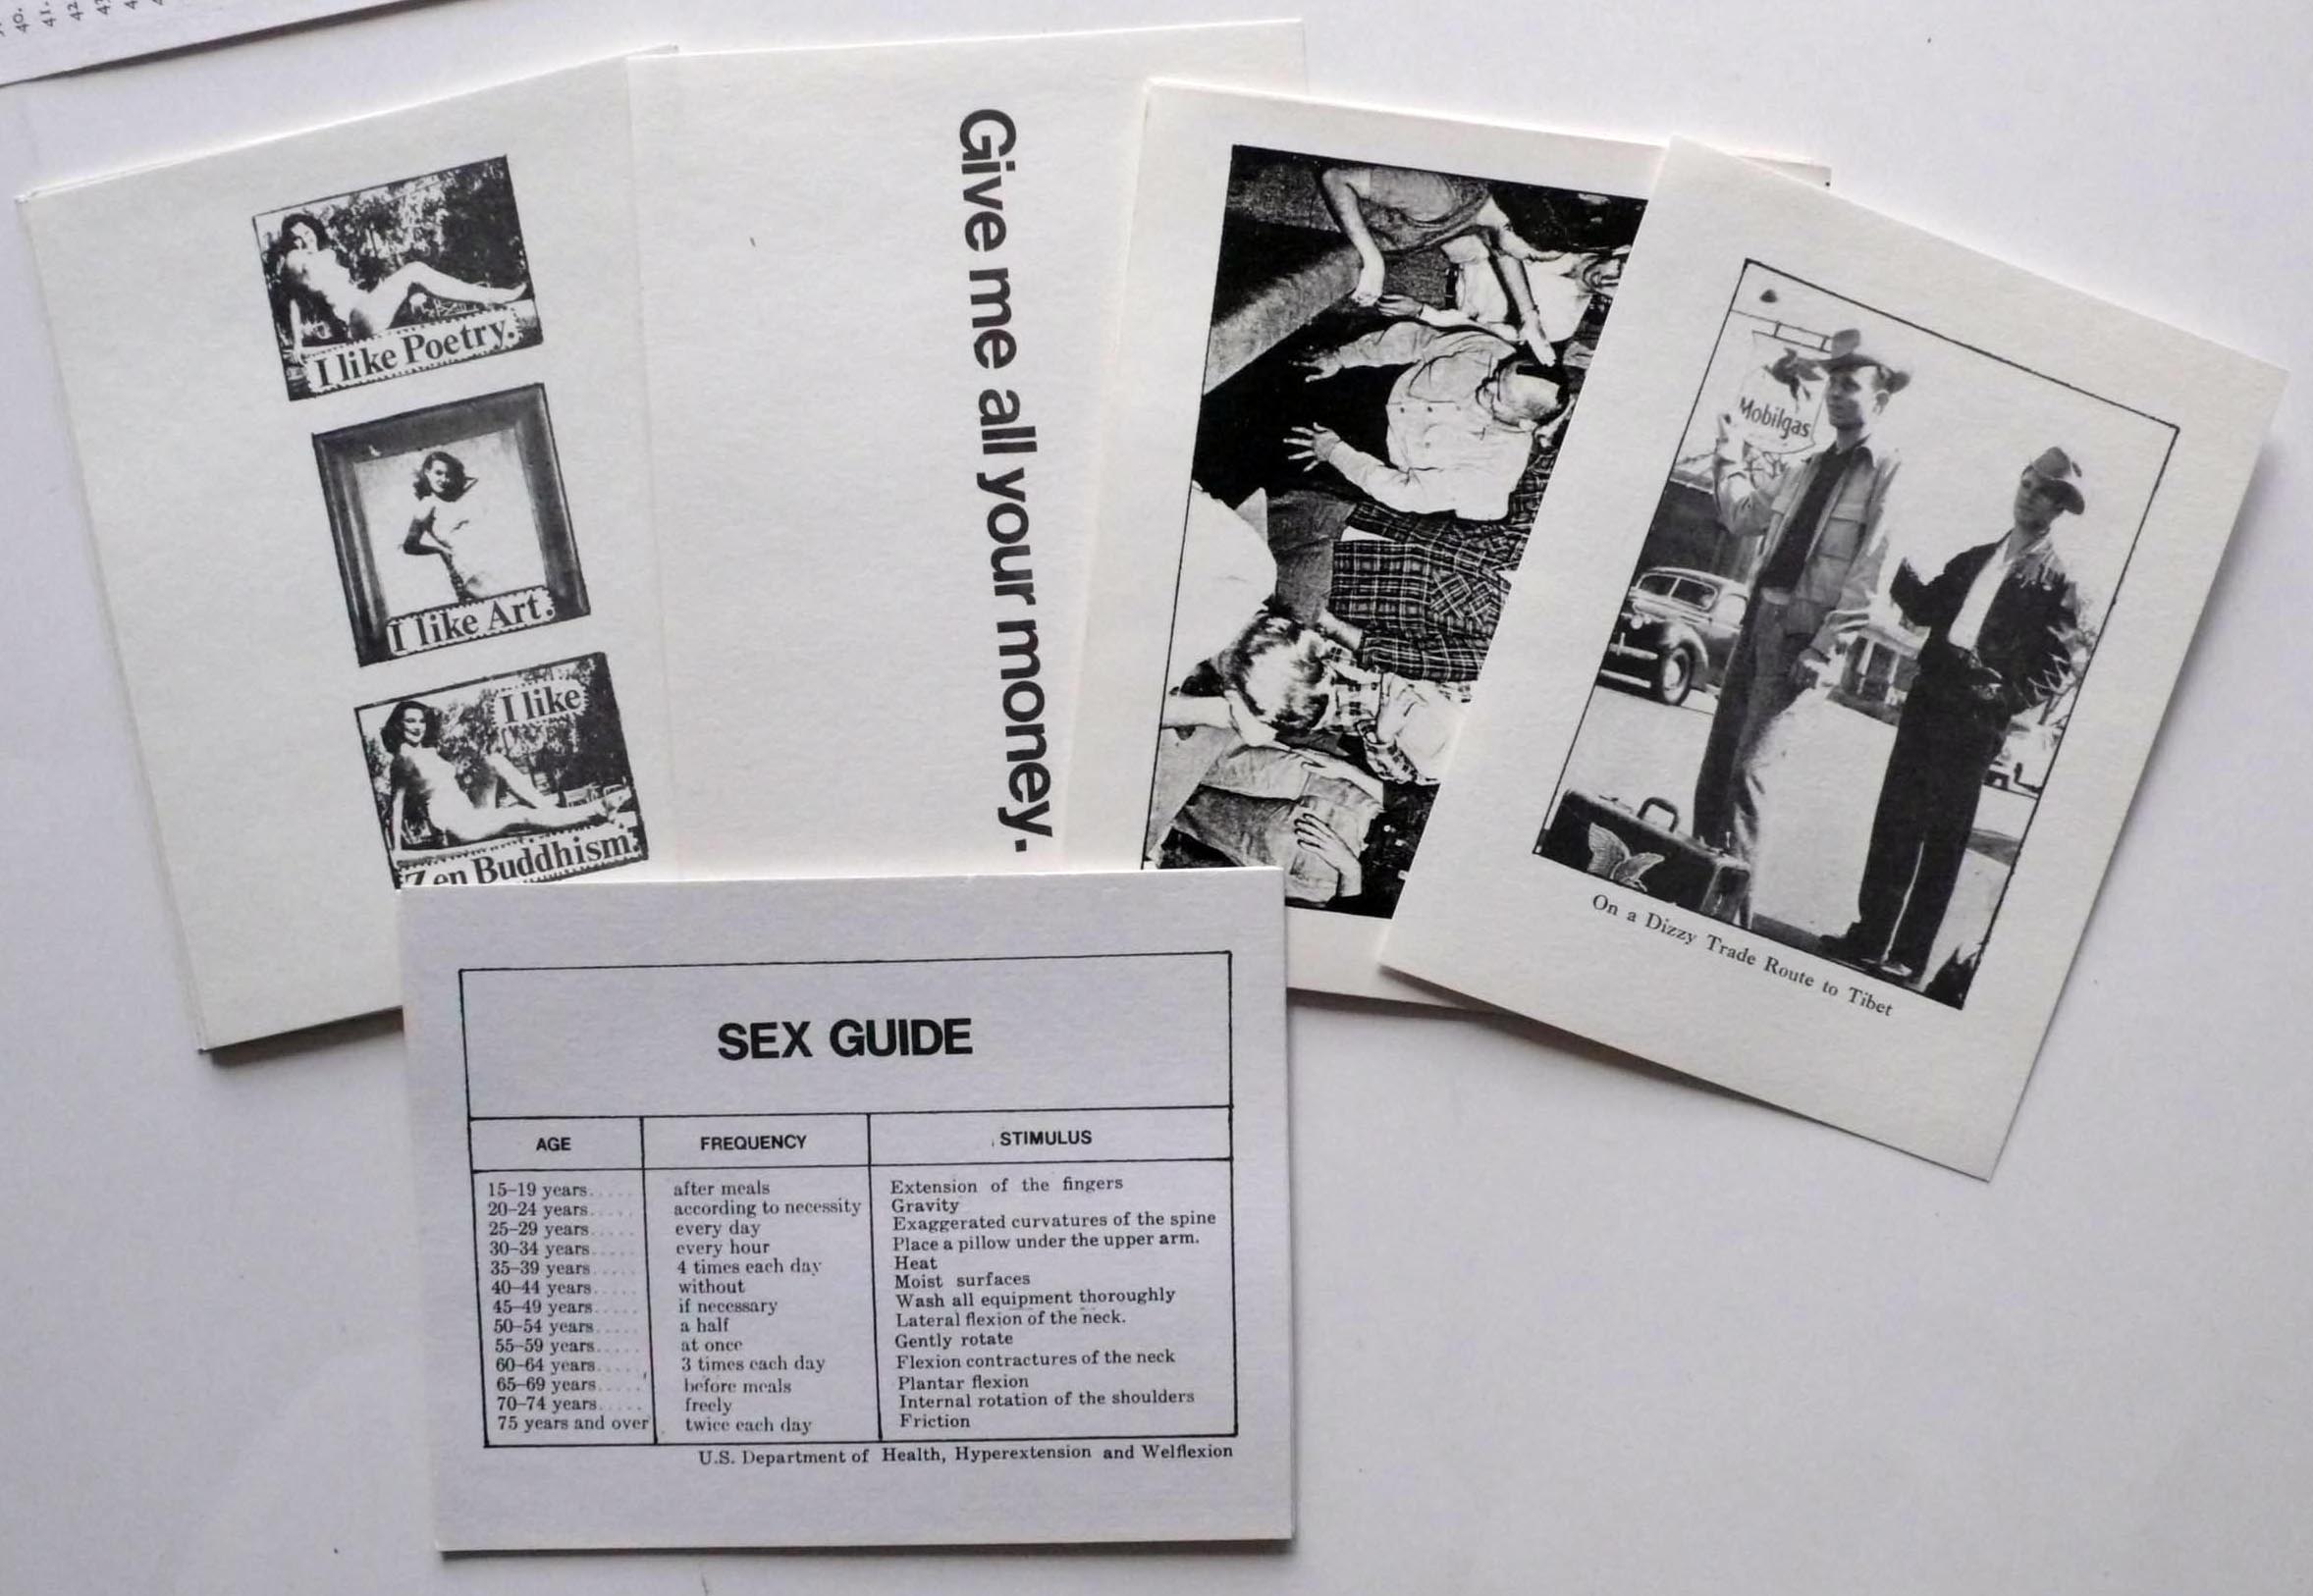 40.
41.
42
I like Poetry.
I like Art.
I like
Zen Buddhism.
Give me all your money.
Mobilgas
On a Dizzy Trade Route to Tibet
SEX GUIDE
AGE FREQUENCY STIMULUS
15–19 years..... after meals Extension of the fingers
20–24 years..... according to necessity Gravity
25–29 years..... every day Exaggerated curvatures of the spine
30–34 years..... every hour Place a pillow under the upper arm.
35–39 years..... 4 times each day Heat
40–44 years..... without Moist surfaces
45–49 years..... if necessary Wash all equipment thoroughly
50–54 years..... a half Lateral flexion of the neck.
55–59 years..... at once Gently rotate
60–64 years..... 3 times each day Flexion contractures of the neck
65–69 years..... before meals Plantar flexion
70–74 years..... freely Internal rotation of the shoulders
75 years and over twice each day Friction
U.S. Department of Health, Hyperextension and Welflexion